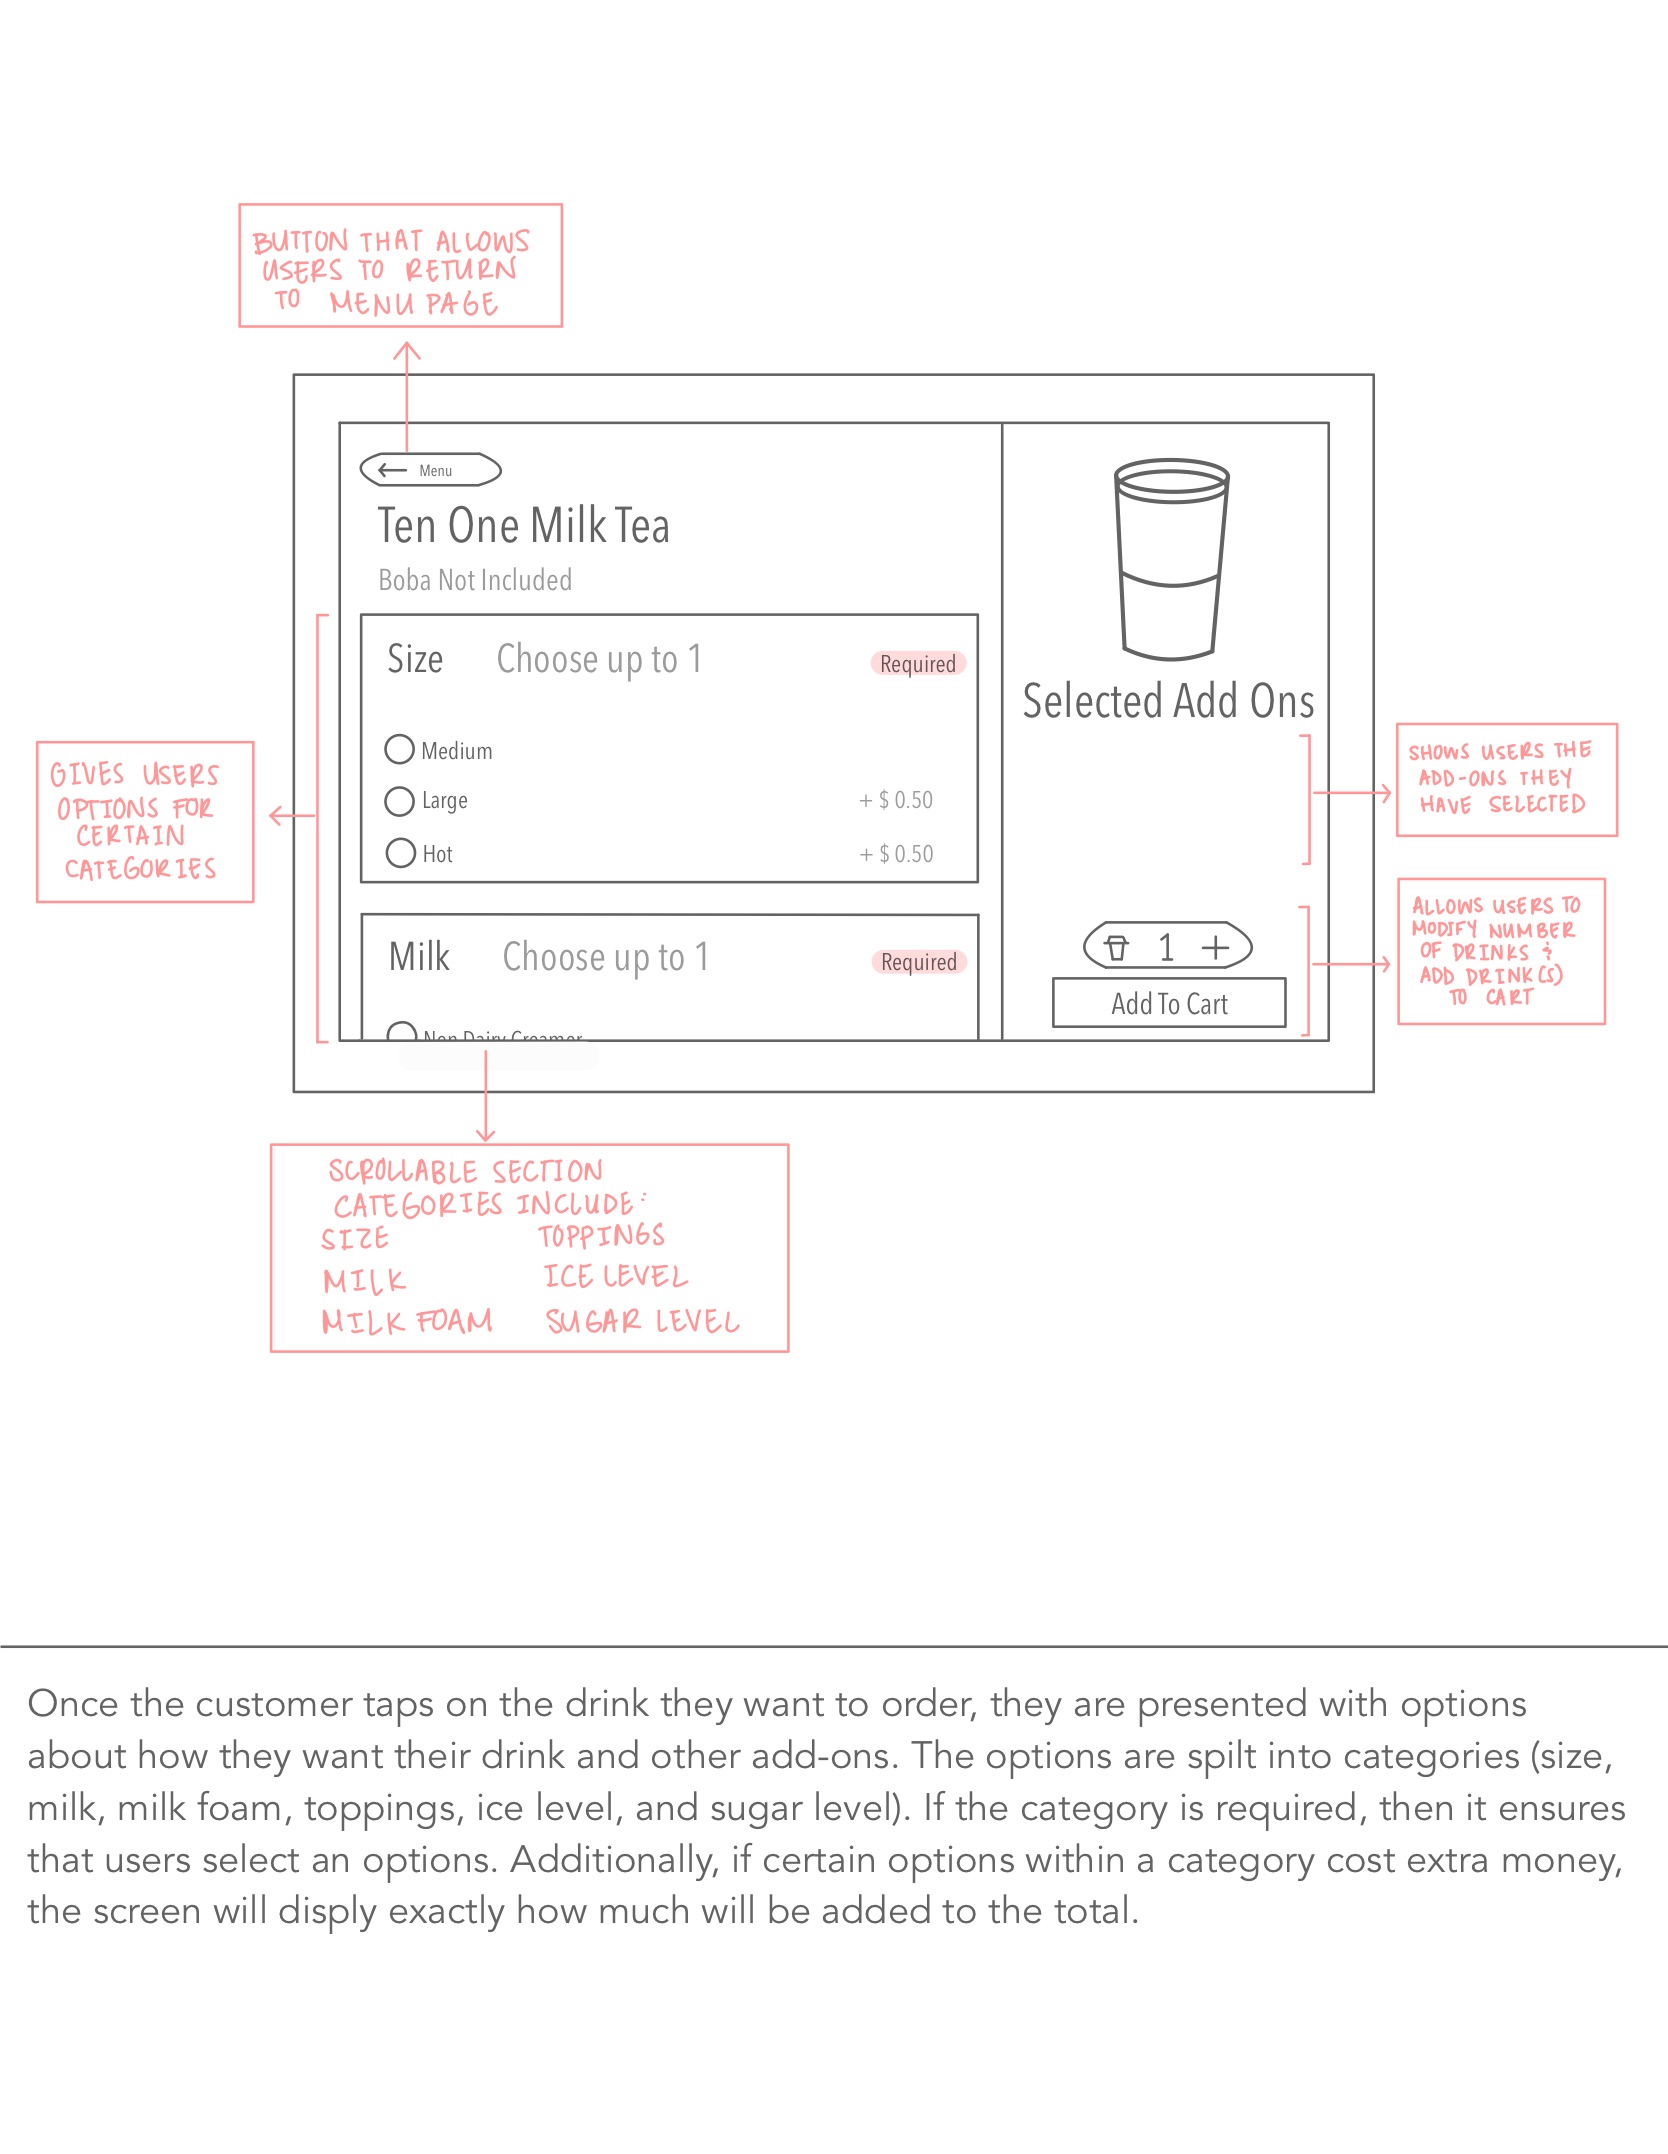 BUTTON THAT ALLOWS
USERS TO RETURN
TO MENU PAGE
Menu
Ten One Milk Tea
Boba Not Included
Size Choose up to 1 Required
Medium
Large + $ 0.50
Hot + $ 0.50
Milk Choose up to 1 Required
Non Dairy Creamer
Selected Add Ons
1
Add To Cart
GIVES USERS
OPTIONS FOR
CERTAIN
CATEGORIES
SHOWS USERS THE
ADD-ONS THEY
HAVE SELECTED
ALLOWS USERS TO
MODIFY NUMBER
OF DRINKS &
ADD DRINK(S)
TO CART
SCROLLABLE SECTION
CATEGORIES INCLUDE:
SIZE TOPPINGS
MILK ICE LEVEL
MILK FOAM SUGAR LEVEL
Once the customer taps on the drink they want to order, they are presented with options
about how they want their drink and other add-ons. The options are spilt into categories (size,
milk, milk foam, toppings, ice level, and sugar level). If the category is required, then it ensures
that users select an options. Additionally, if certain options within a category cost extra money,
the screen will disply exactly how much will be added to the total.